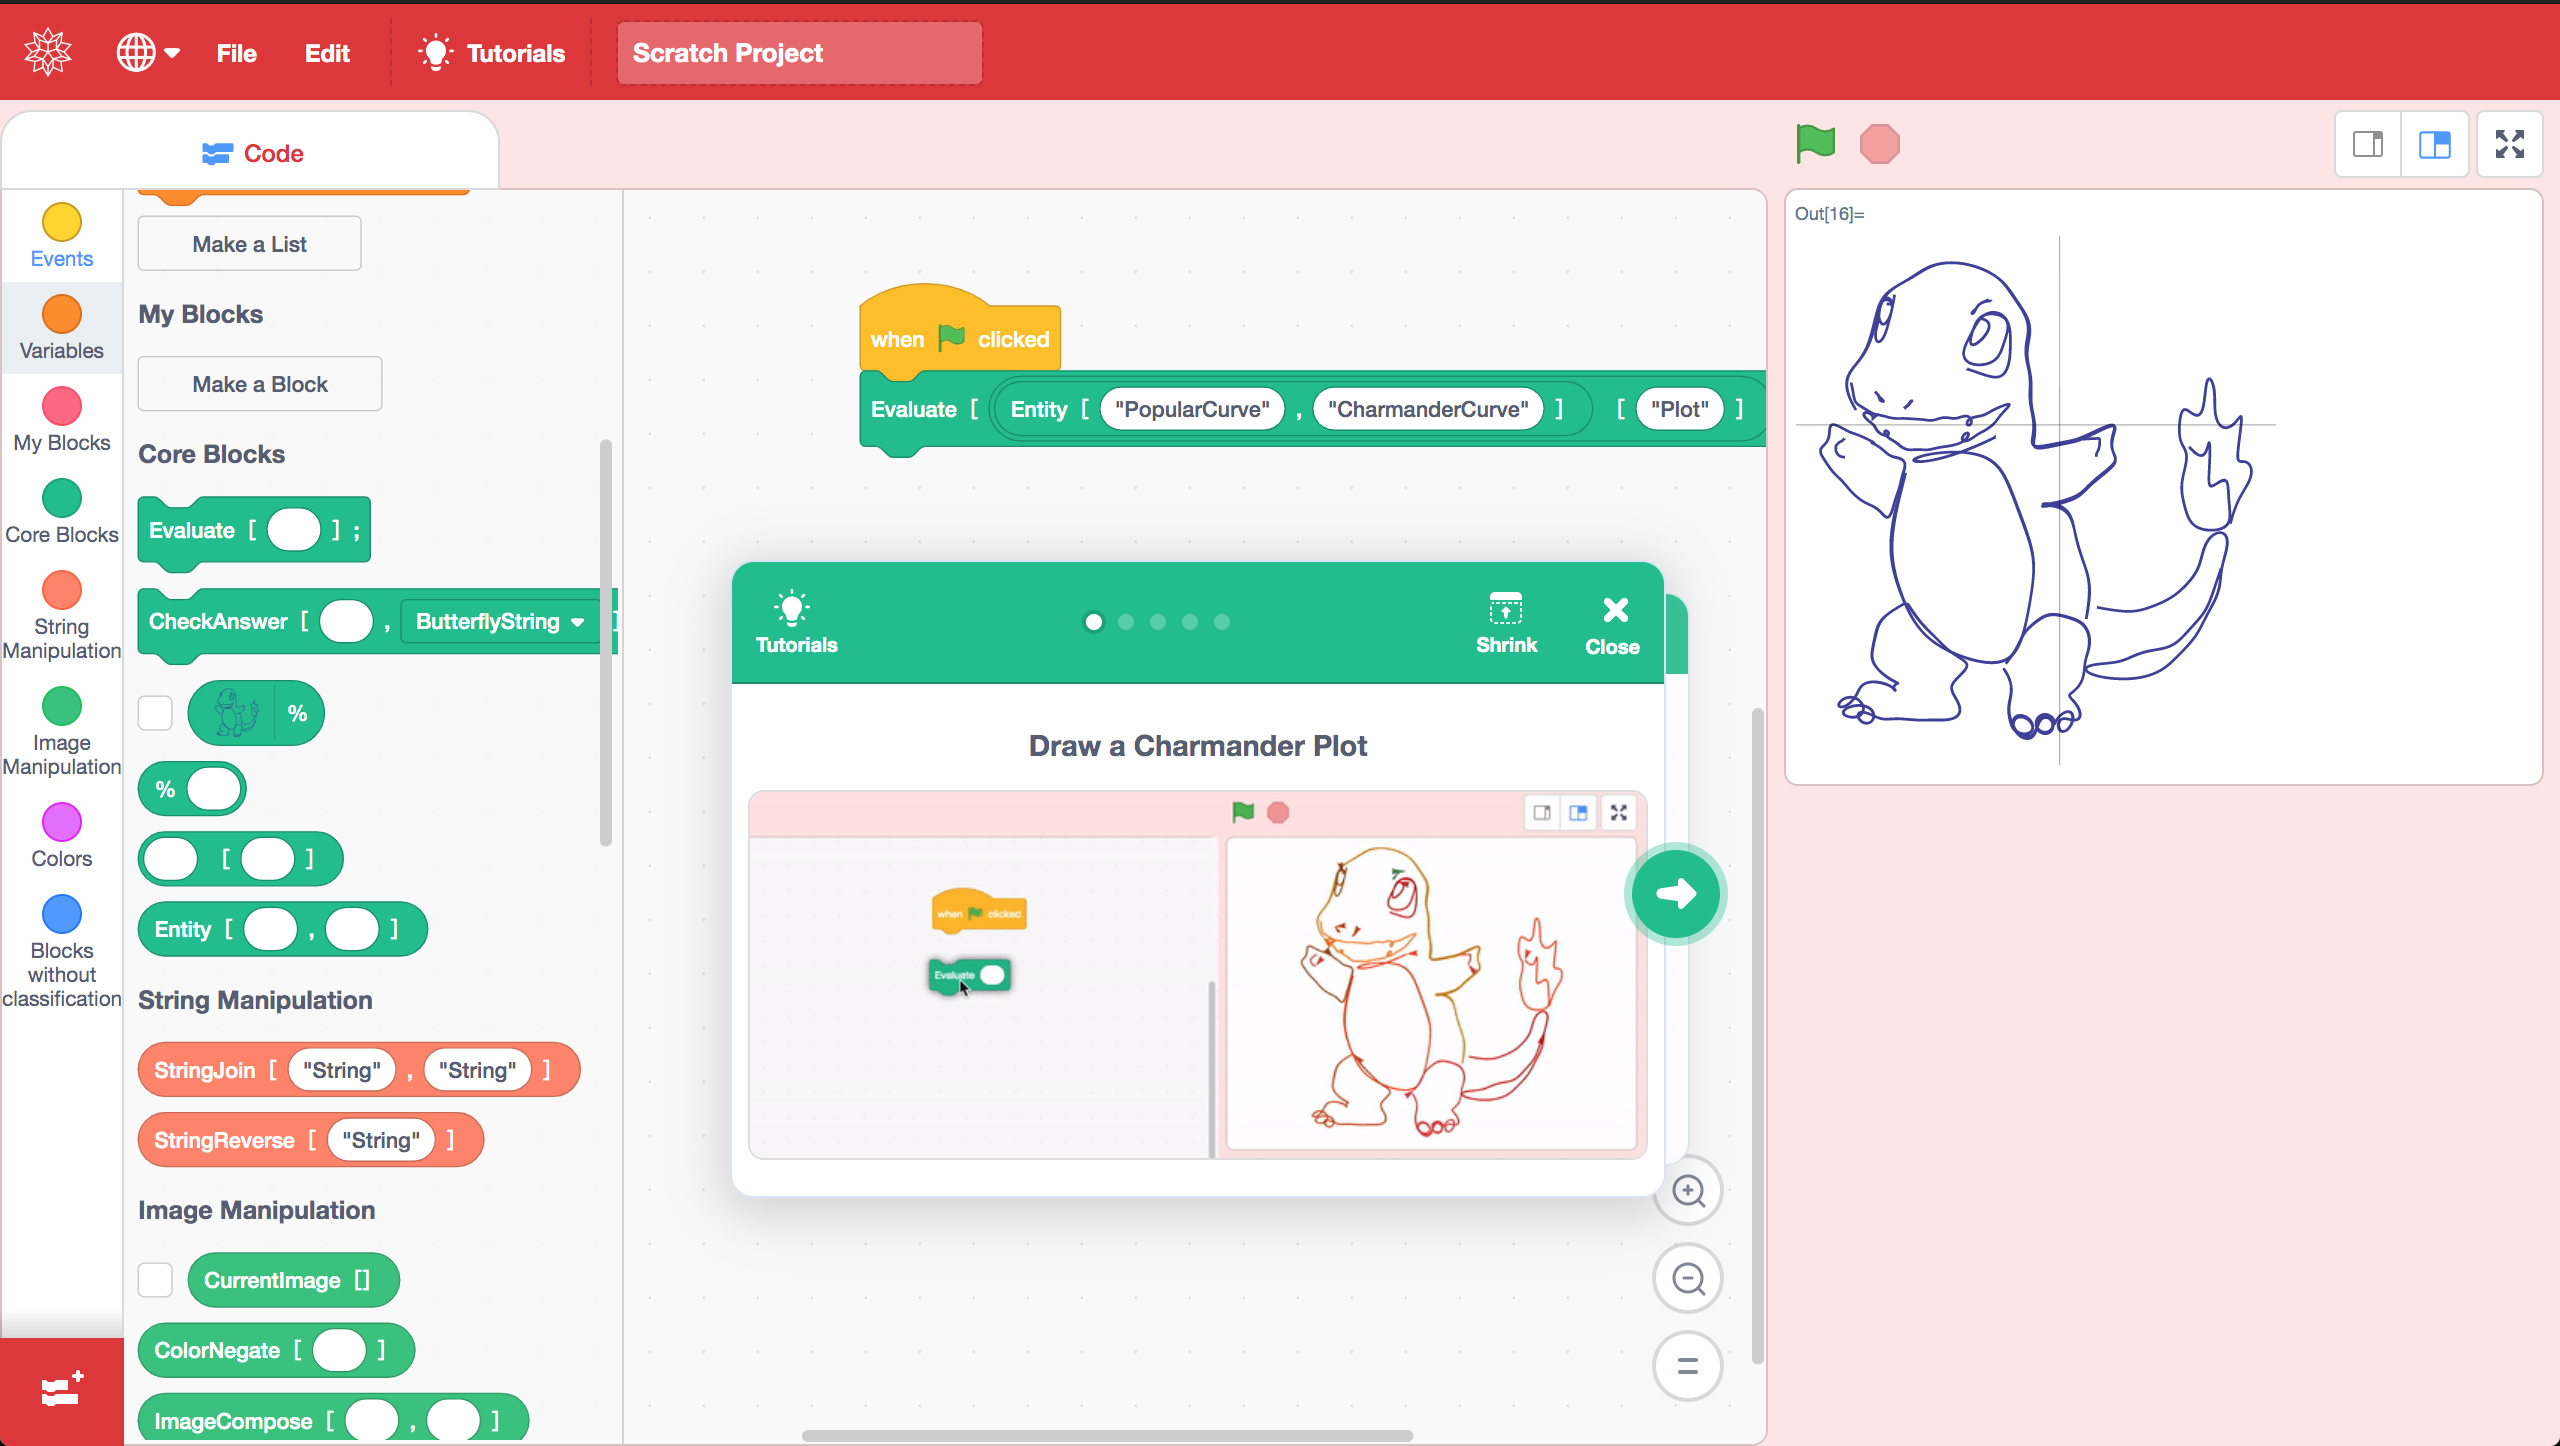 File Edit Tutorials Scratch Project
Code
Events
Variables
My Blocks
Core Blocks
String
Manipulation
Image
Manipulation
Colors
Blocks
without
classification
Make a List
My Blocks
Make a Block
Core Blocks
Evaluate [ ] ;
CheckAnswer [ , ButterflyString ]
%
%
[ ]
Entity [ , ]
String Manipulation
StringJoin [ "String" , "String" ]
StringReverse [ "String" ]
Image Manipulation
CurrentImage []
ColorNegate [ ]
ImageCompose [ , ]
when clicked
Evaluate [ Entity [ "PopularCurve" , "CharmanderCurve" ] [ "Plot" ]
Tutorials
Shrink
Close
Draw a Charmander Plot
when clicked
Evaluate
Out[16]=